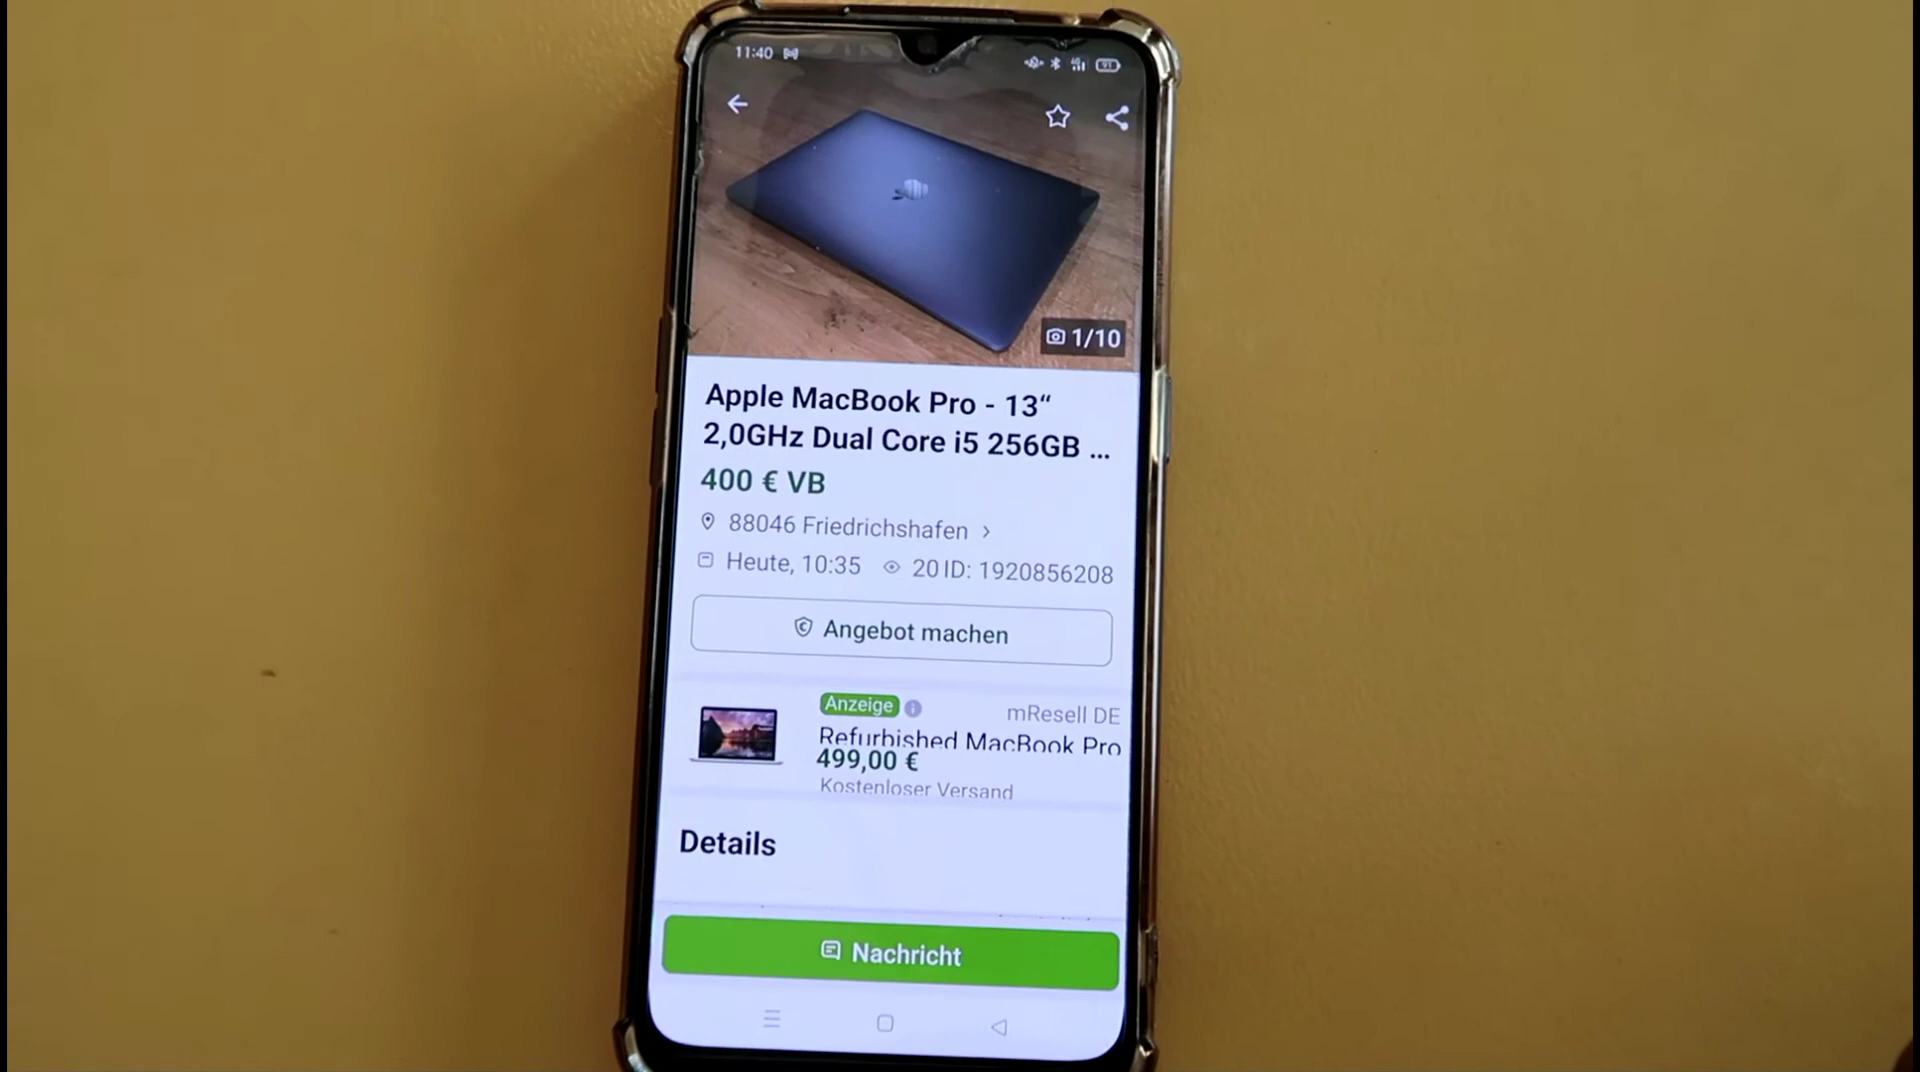 11:40
91
1/10
Apple MacBook Pro - 13“
2,0GHz Dual Core i5 256GB ...
400 € VB
88046 Friedrichshafen
Heute, 10:35 20 ID: 1920856208
Angebot machen
Anzeige mResell DE
Refurbished MacBook Pro
499,00 €
Kostenloser Versand
Details
Nachricht